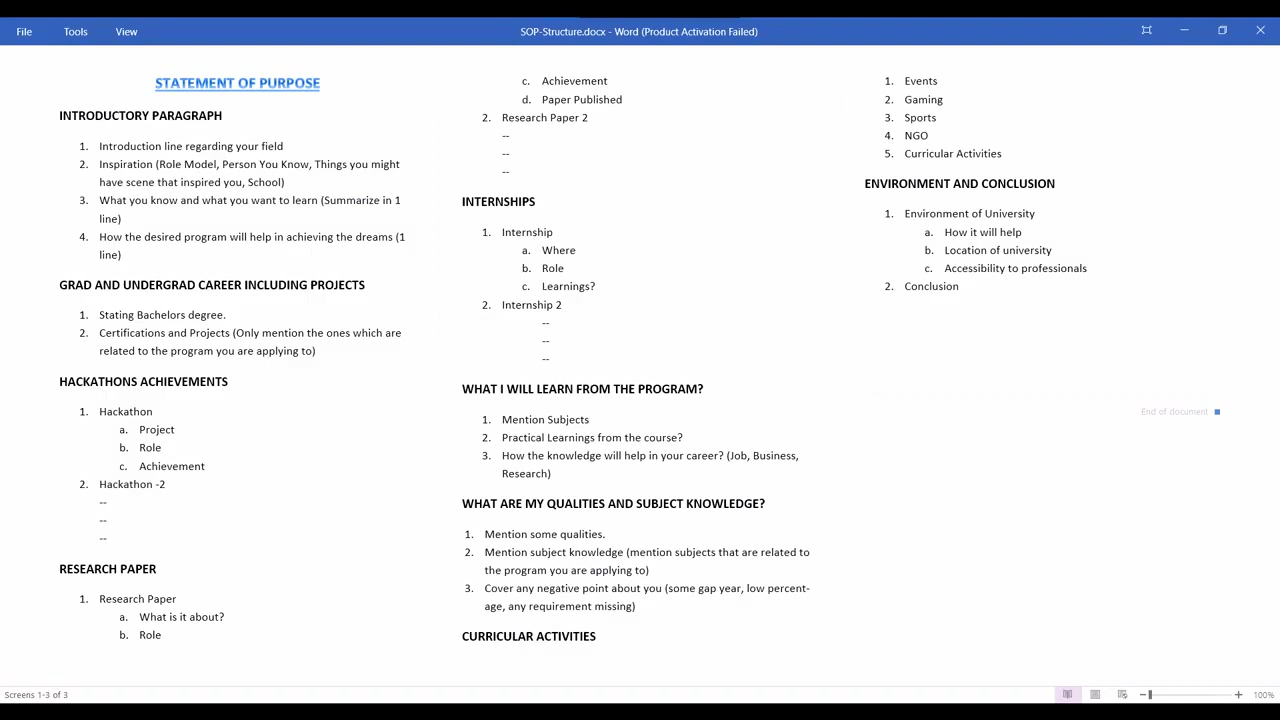 File Tools View SOP-Structure.docx - Word (Product Activation Failed)
STATEMENT OF PURPOSE
INTRODUCTORY PARAGRAPH
1. Introduction line regarding your field
2. Inspiration (Role Model, Person You Know, Things you might
have scene that inspired you, School)
3. What you know and what you want to learn (Summarize in 1
line)
4. How the desired program will help in achieving the dreams (1
line)
GRAD AND UNDERGRAD CAREER INCLUDING PROJECTS
1. Stating Bachelors degree.
2. Certifications and Projects (Only mention the ones which are
related to the program you are applying to)
HACKATHONS ACHIEVEMENTS
1. Hackathon
a. Project
b. Role
c. Achievement
2. Hackathon -2
--
--
--
RESEARCH PAPER
1. Research Paper
a. What is it about?
b. Role
c. Achievement
d. Paper Published
2. Research Paper 2
--
--
--
INTERNSHIPS
1. Internship
a. Where
b. Role
c. Learnings?
2. Internship 2
--
--
--
WHAT I WILL LEARN FROM THE PROGRAM?
1. Mention Subjects
2. Practical Learnings from the course?
3. How the knowledge will help in your career? (Job, Business,
Research)
WHAT ARE MY QUALITIES AND SUBJECT KNOWLEDGE?
1. Mention some qualities.
2. Mention subject knowledge (mention subjects that are related to
the program you are applying to)
3. Cover any negative point about you (some gap year, low percent-
age, any requirement missing)
CURRICULAR ACTIVITIES
1. Events
2. Gaming
3. Sports
4. NGO
5. Curricular Activities
ENVIRONMENT AND CONCLUSION
1. Environment of University
a. How it will help
b. Location of university
c. Accessibility to professionals
2. Conclusion
End of document
Screens 1-3 of 3
100%